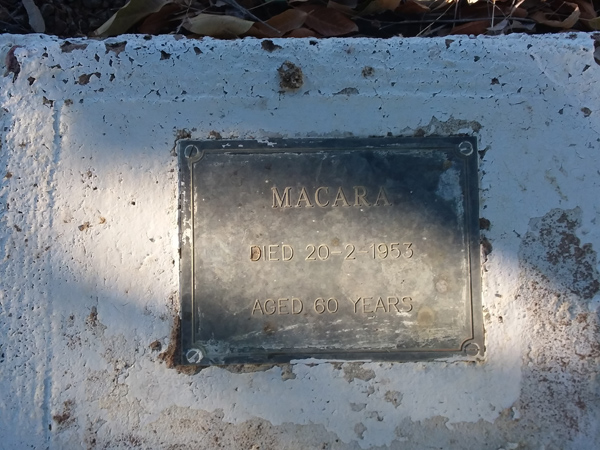 MACARA
DIED 20-2-1953
AGED 60 YEARS